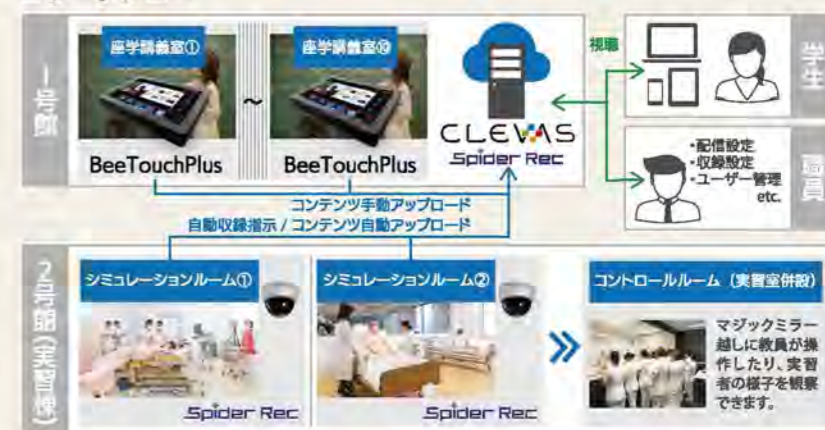 1号館
座学講義室①
座学講義室⑩
～
BeeTouchPlus
BeeTouchPlus
CLEVAS
Spider Rec
視聴
学生
・配信設定
・収録設定
・ユーザー管理
etc.
職員
コンテンツ手動アップロード
自動収録指示 / コンテンツ自動アップロード
2号館(実習棟)
シミュレーションルーム①
Spider Rec
シミュレーションルーム②
Spider Rec
コントロールルーム（実習室併設）
マジックミラー
越しに教員が操
作したり、実習
者の様子を観察
できます。